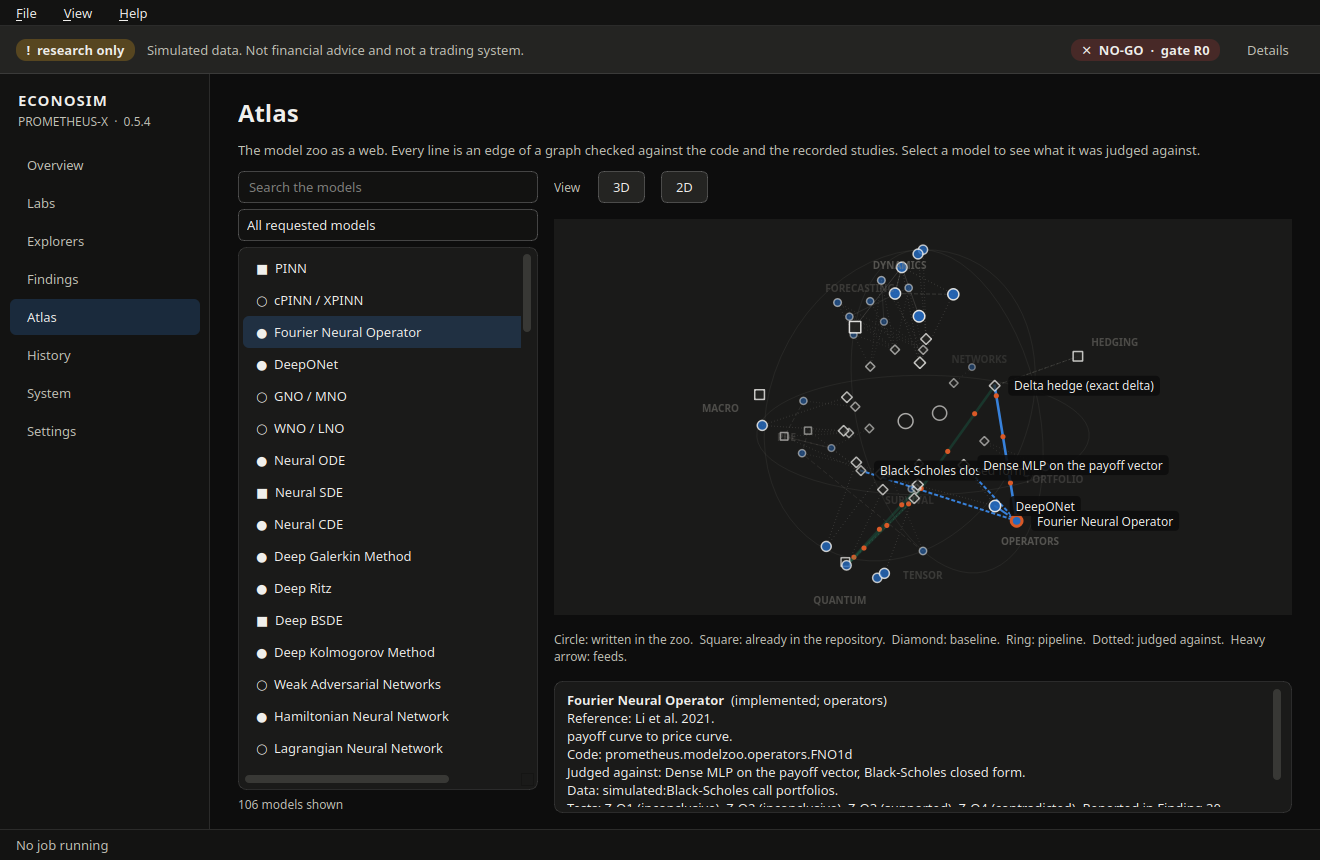 File View Help
! research only Simulated data. Not financial advice and not a trading system. ✕ NO-GO · gate R0 Details
ECONOSIM
PROMETHEUS-X · 0.5.4
Overview
Labs
Explorers
Findings
Atlas
History
System
Settings
Atlas
The model zoo as a web. Every line is an edge of a graph checked against the code and the recorded studies. Select a model to see what it was judged against.
Search the models
All requested models
PINN
cPINN / XPINN
Fourier Neural Operator
DeepONet
GNO / MNO
WNO / LNO
Neural ODE
Neural SDE
Neural CDE
Deep Galerkin Method
Deep Ritz
Deep BSDE
Deep Kolmogorov Method
Weak Adversarial Networks
Hamiltonian Neural Network
Lagrangian Neural Network
106 models shown
View 3D 2D
DYNAMICS
FORECASTING
HEDGING
NETWORKS
Delta hedge (exact delta)
MACRO
Black-Scholes clos
Dense MLP on the payoff vector
DeepONet
Fourier Neural Operator
OPERATORS
TENSOR
QUANTUM
Circle: written in the zoo. Square: already in the repository. Diamond: baseline. Ring: pipeline. Dotted: judged against. Heavy
arrow: feeds.
Fourier Neural Operator (implemented; operators)
Reference: Li et al. 2021.
payoff curve to price curve.
Code: prometheus.modelzoo.operators.FNO1d
Judged against: Dense MLP on the payoff vector, Black-Scholes closed form.
Data: simulated:Black-Scholes call portfolios.
No job running